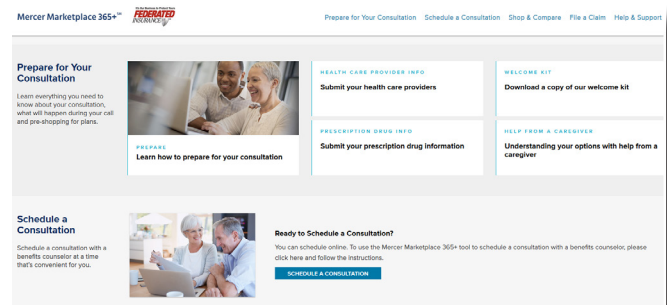 Mercer Marketplace 365+℠
It's Our Business to Protect Yours
FEDERATED
INSURANCE
Prepare for Your Consultation Schedule a Consultation Shop & Compare File a Claim Help & Support
Prepare for Your
Consultation
Learn everything you need to
know about your consultation,
what will happen during your call
and pre-shopping for plans.
PREPARE
Learn how to prepare for your consultation
HEALTH CARE PROVIDER INFO
Submit your health care providers
WELCOME KIT
Download a copy of our welcome kit
PRESCRIPTION DRUG INFO
Submit your prescription drug information
HELP FROM A CAREGIVER
Understanding your options with help from a
caregiver
Schedule a
Consultation
Schedule a consultation with a
benefits counselor at a time
that's convenient for you.
Ready to Schedule a Consultation?
You can schedule online. To use the Mercer Marketplace 365+ tool to schedule a consultation with a benefits counselor, please
click here and follow the instructions.
SCHEDULE A CONSULTATION